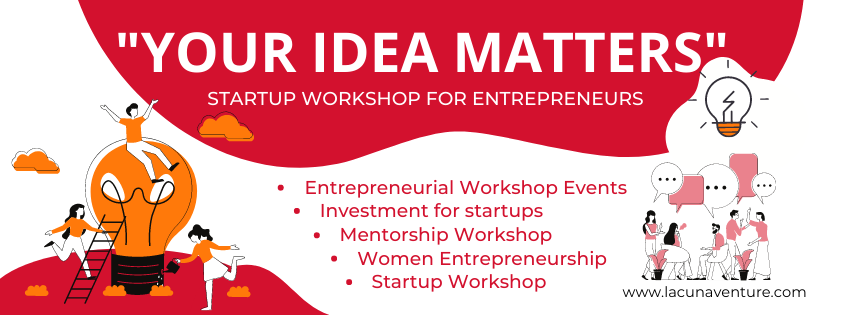 "YOUR IDEA MATTERS"
STARTUP WORKSHOP FOR ENTREPRENEURS
• Entrepreneurial Workshop Events
• Investment for startups
• Mentorship Workshop
• Women Entrepreneurship
• Startup Workshop
www.lacunaventure.com